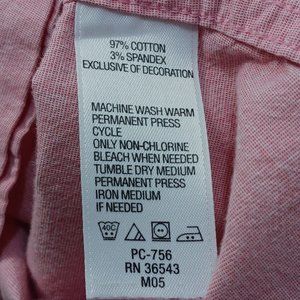 97% COTTON
3% SPANDEX
EXCLUSIVE OF DECORATION
MACHINE WASH WARM
PERMANENT PRESS
CYCLE
ONLY NON-CHLORINE
BLEACH WHEN NEEDED
TUMBLE DRY MEDIUM
PERMANENT PRESS
IRON MEDIUM
IF NEEDED
40C
PC-756
RN 36543
M05